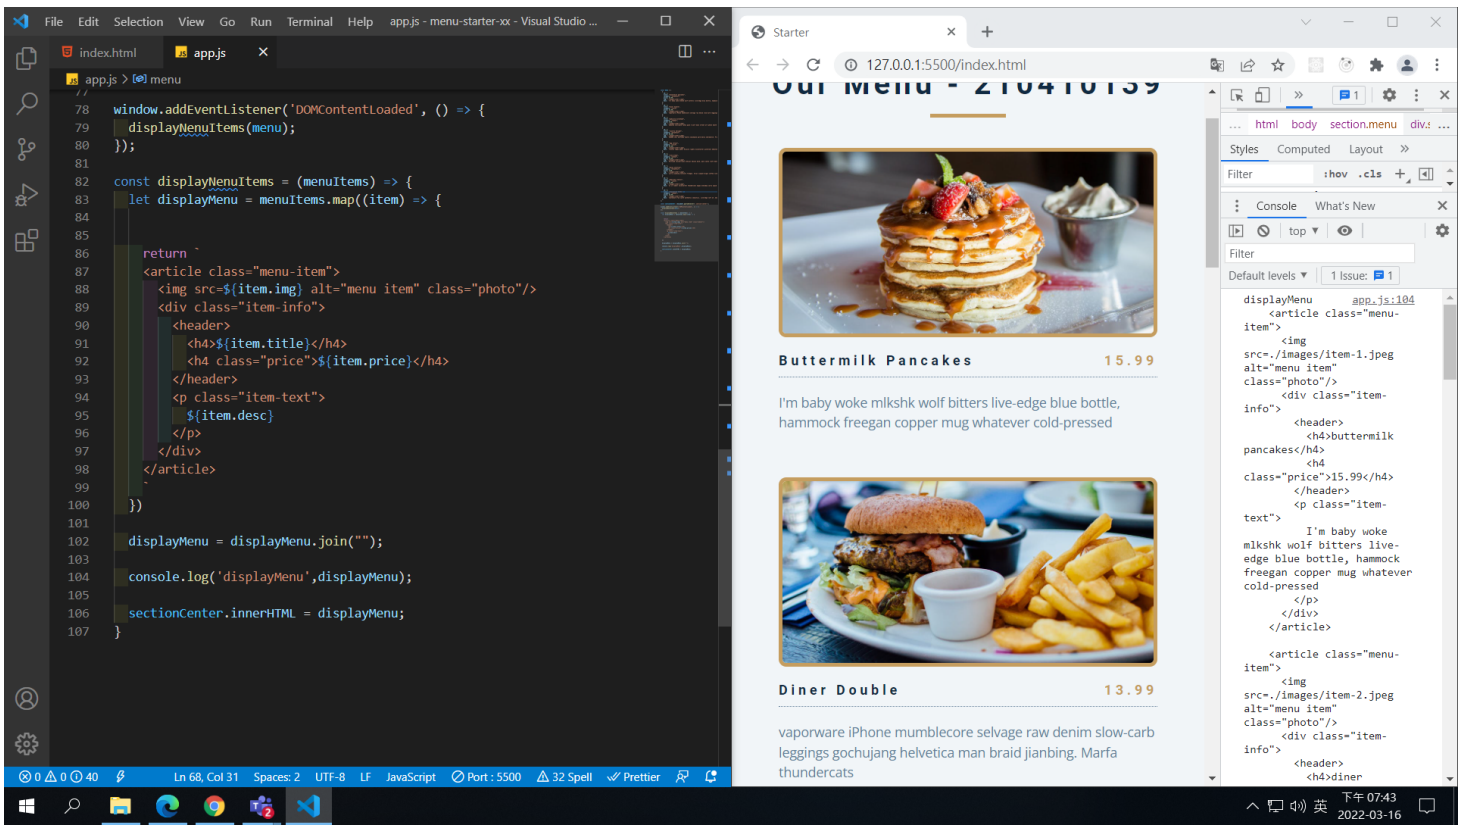 File Edit Selection View Go Run Terminal Help app.js - menu-starter-xx - Visual Studio ...
index.html
app.js
app.js > menu
77
78 window.addEventListener('DOMContentLoaded', () => {
79 displayNenuItems(menu);
80 });
81
82 const displayNenuItems = (menuItems) => {
83 let displayMenu = menuItems.map((item) => {
84
85
86 return `
87 <article class="menu-item">
88 <img src=${item.img} alt="menu item" class="photo"/>
89 <div class="item-info">
90 <header>
91 <h4>${item.title}</h4>
92 <h4 class="price">${item.price}</h4>
93 </header>
94 <p class="item-text">
95 ${item.desc}
96 </p>
97 </div>
98 </article>
99 `
100 })
101
102 displayMenu = displayMenu.join("");
103
104 console.log('displayMenu',displayMenu);
105
106 sectionCenter.innerHTML = displayMenu;
107 }
0 0 40 Ln 68, Col 31 Spaces: 2 UTF-8 LF JavaScript Port : 5500 32 Spell Prettier
Starter
127.0.0.1:5500/index.html
Our Menu - 210410139
Buttermilk Pancakes 15.99
I'm baby woke mlkshk wolf bitters live-edge blue bottle,
hammock freegan copper mug whatever cold-pressed
Diner Double 13.99
vaporware iPhone mumblecore selvage raw denim slow-carb
leggings gochujang helvetica man braid jianbing. Marfa
thundercats
» 1
... html body section.menu div.s ...
Styles Computed Layout »
Filter :hov .cls +
Console What's New
top
Filter
Default levels 1 Issue: 1
displayMenu app.js:104
<article class="menu-
item">
<img
src=./images/item-1.jpeg
alt="menu item"
class="photo"/>
<div class="item-
info">
<header>
<h4>buttermilk
pancakes</h4>
<h4
class="price">15.99</h4>
</header>
<p class="item-
text">
I'm baby woke
mlkshk wolf bitters live-
edge blue bottle, hammock
freegan copper mug whatever
cold-pressed
</p>
</div>
</article>
<article class="menu-
item">
<img
src=./images/item-2.jpeg
alt="menu item"
class="photo"/>
<div class="item-
info">
<header>
<h4>diner
2
英
下午 07:43
2022-03-16